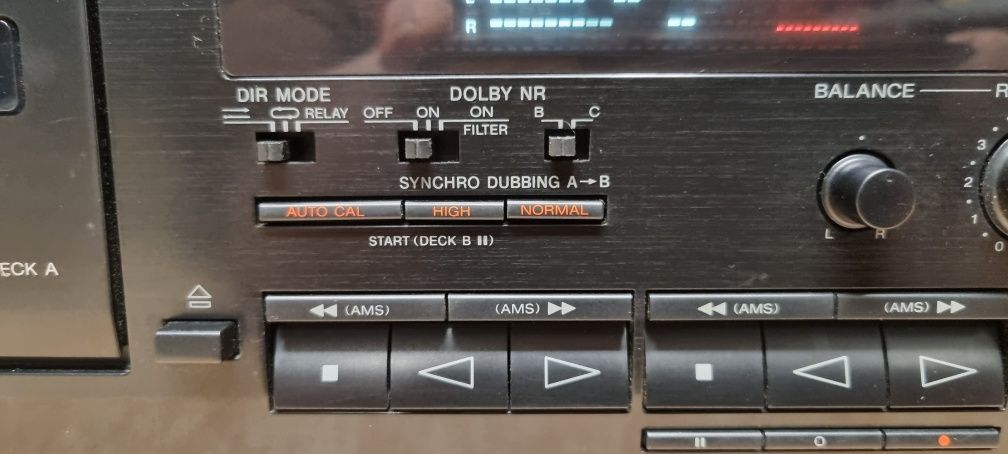 R
DIR MODE
RELAY
DOLBY NR
OFF ON ON
FILTER
B C
BALANCE
R
3
2
1
0
L R
SYNCHRO DUBBING A→B
AUTO CAL HIGH NORMAL
START (DECK B II)
ECK A
(AMS) (AMS)
(AMS) (AMS)